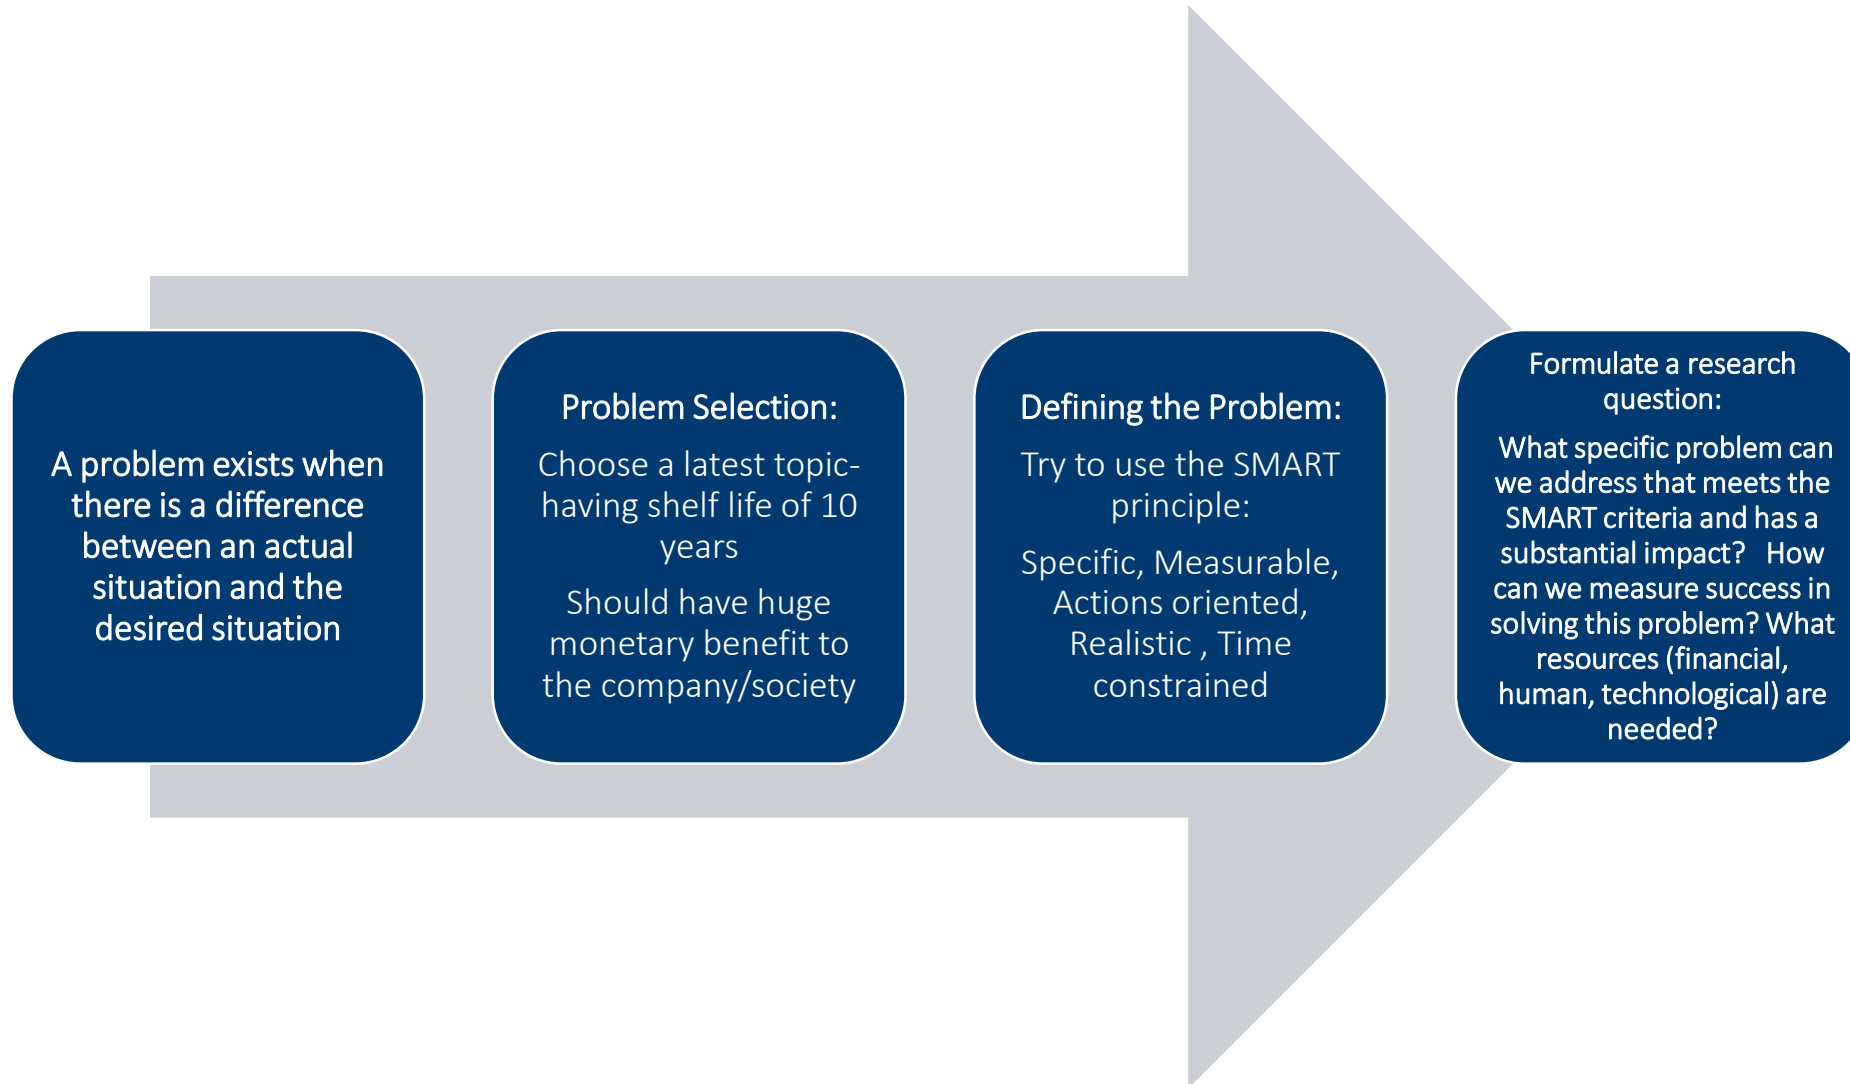 A problem exists when
there is a difference
between an actual
situation and the
desired situation
Problem Selection:
Choose a latest topic-
having shelf life of 10
years
Should have huge
monetary benefit to
the company/society
Defining the Problem:
Try to use the SMART
principle:
Specific, Measurable,
Actions oriented,
Realistic , Time
constrained
Formulate a research
question:
What specific problem can
we address that meets the
SMART criteria and has a
substantial impact?   How
can we measure success in
solving this problem? What
resources (financial,
human, technological) are
needed?